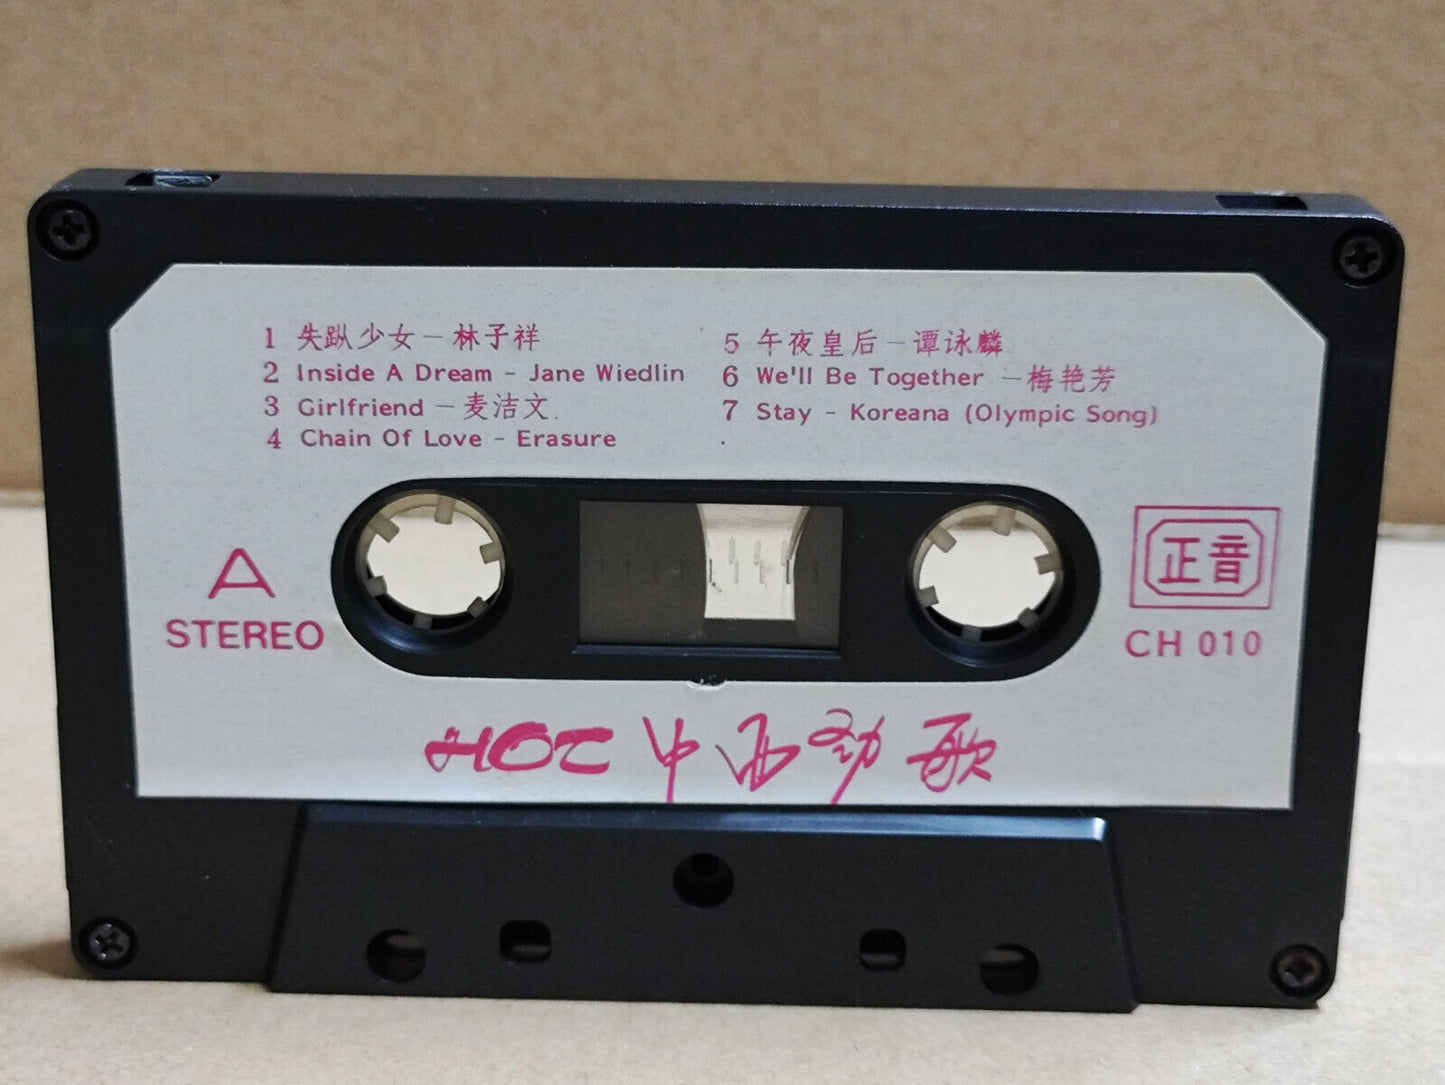 1 失趴少女－林子祥
2 Inside A Dream - Jane Wiedlin
3 Girlfriend －麦洁文
4 Chain Of Love - Erasure
5 午夜皇后－谭咏麟
6 We'll Be Together －梅艳芳
7 Stay - Koreana (Olympic Song)
A
STEREO
正音
CH 010
HOT 中西劲歌